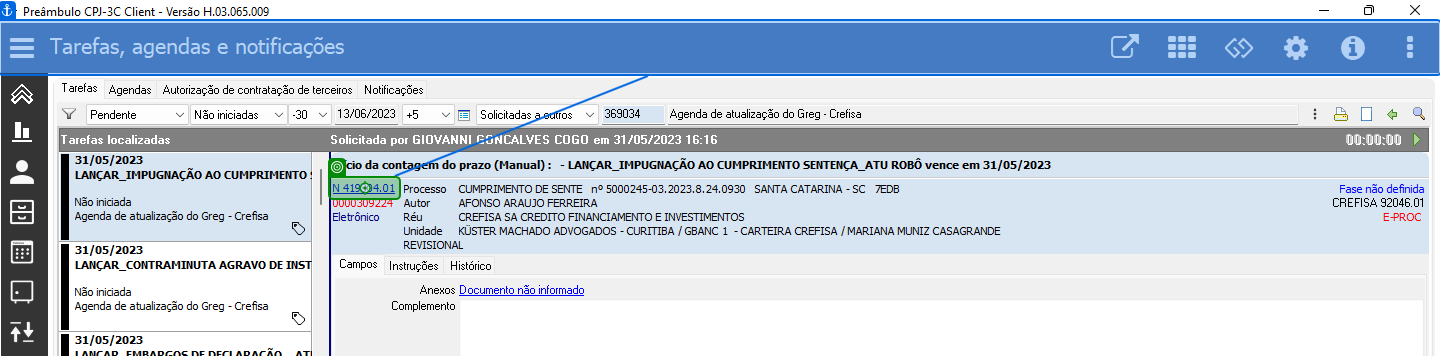 Preâmbulo CPJ-3C Client - Versão H.03.065.009
Tarefas, agendas e notificações
Tarefas Agendas Autorização de contratação de terceiros Notificações
Pendente Não iniciadas -30 13/06/2023 +5 Solicitadas a outros 369034 Agenda de atualização do Greg - Crefisa
Tarefas localizadas
Solicitada por GIOVANNI GONCALVES COGO em 31/05/2023 16:16 00:00:00
31/05/2023
LANÇAR_IMPUGNAÇÃO AO CUMPRIMENTO S
Não iniciada
Agenda de atualização do Greg - Crefisa
31/05/2023
LANÇAR_CONTRAMINUTA AGRAVO DE INST
Não iniciada
Agenda de atualização do Greg - Crefisa
31/05/2023
LANÇAR_EMBARGOS DE DECLARAÇÃO_ ATU
cio da contagem do prazo (Manual) : - LANÇAR_IMPUGNAÇÃO AO CUMPRIMENTO SENTENÇA_ATU ROBÔ vence em 31/05/2023
N 419 04.01 Processo CUMPRIMENTO DE SENTE nº 5000245-03.2023.8.24.0930 SANTA CATARINA - SC 7EDB Fase não definida
0000309224 Autor AFONSO ARAUJO FERREIRA CREFISA 92046.01
Eletrônico Réu CREFISA SA CREDITO FINANCIAMENTO E INVESTIMENTOS E-PROC
Unidade KÜSTER MACHADO ADVOGADOS - CURITIBA / GBANC 1 - CARTEIRA CREFISA / MARIANA MUNIZ CASAGRANDE
REVISIONAL
Campos Instruções Histórico
Anexos Documento não informado
Complemento